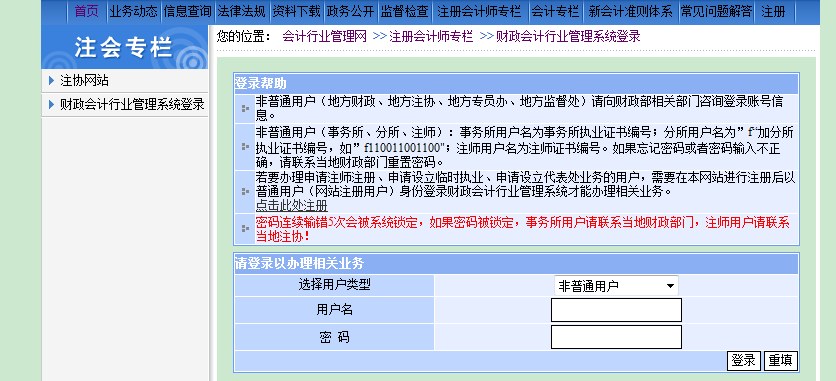 首页 业务动态 信息查询 法律法规 资料下载 政务公开 监督检查 注册会计师专栏 会计专栏 新会计准则体系 常见问题解答 注册
注会专栏
注协网站
财政会计行业管理系统登录
您的位置： 会计行业管理网 >>注册会计师专栏 >>财政会计行业管理系统登录
登录帮助
非普通用户（地方财政、地方注协、地方专员办、地方监督处）请向财政部相关部门咨询登录账号信
息。
非普通用户（事务所、分所、注师）：事务所用户名为事务所执业证书编号；分所用户名为”f"加分所
执业证书编号，如”f110011001100"；注师用户名为注师证书编号。如果忘记密码或者密码输入不正
确，请联系当地财政部门重置密码。
若要办理申请注师注册、申请设立临时执业、申请设立代表处业务的用户，需要在本网站进行注册后以
普通用户（网站注册用户）身份登录财政会计行业管理系统才能办理相关业务。
点击此处注册
密码连续输错5次会被系统锁定，如果密码被锁定，事务所用户请联系当地财政部门，注师用户请联系
当地注协！
请登录以办理相关业务
选择用户类型 非普通用户
用户名
密 码
登录 重填